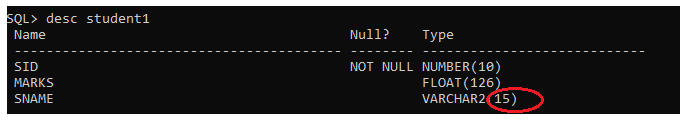 SQL> desc student1
Name Null? Type
----------------------------------------- -------- ----------------------------
SID NOT NULL NUMBER(10)
MARKS FLOAT(126)
SNAME VARCHAR2(15)